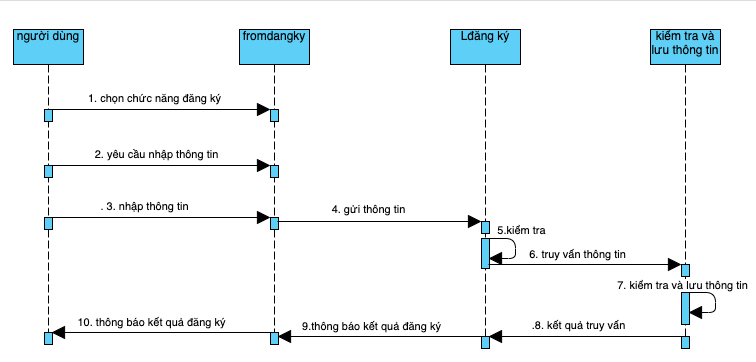 người dùng
fromdangky
Lđăng ký
kiểm tra và
lưu thông tin
1. chọn chức năng đăng ký
2. yêu cầu nhập thông tin
. 3. nhập thông tin
4. gửi thông tin
5.kiểm tra
6. truy vấn thông tin
7. kiểm tra và lưu thông tin
.8. kết quả truy vấn
9.thông báo kết quả đăng ký
10. thông báo kết quả đăng ký